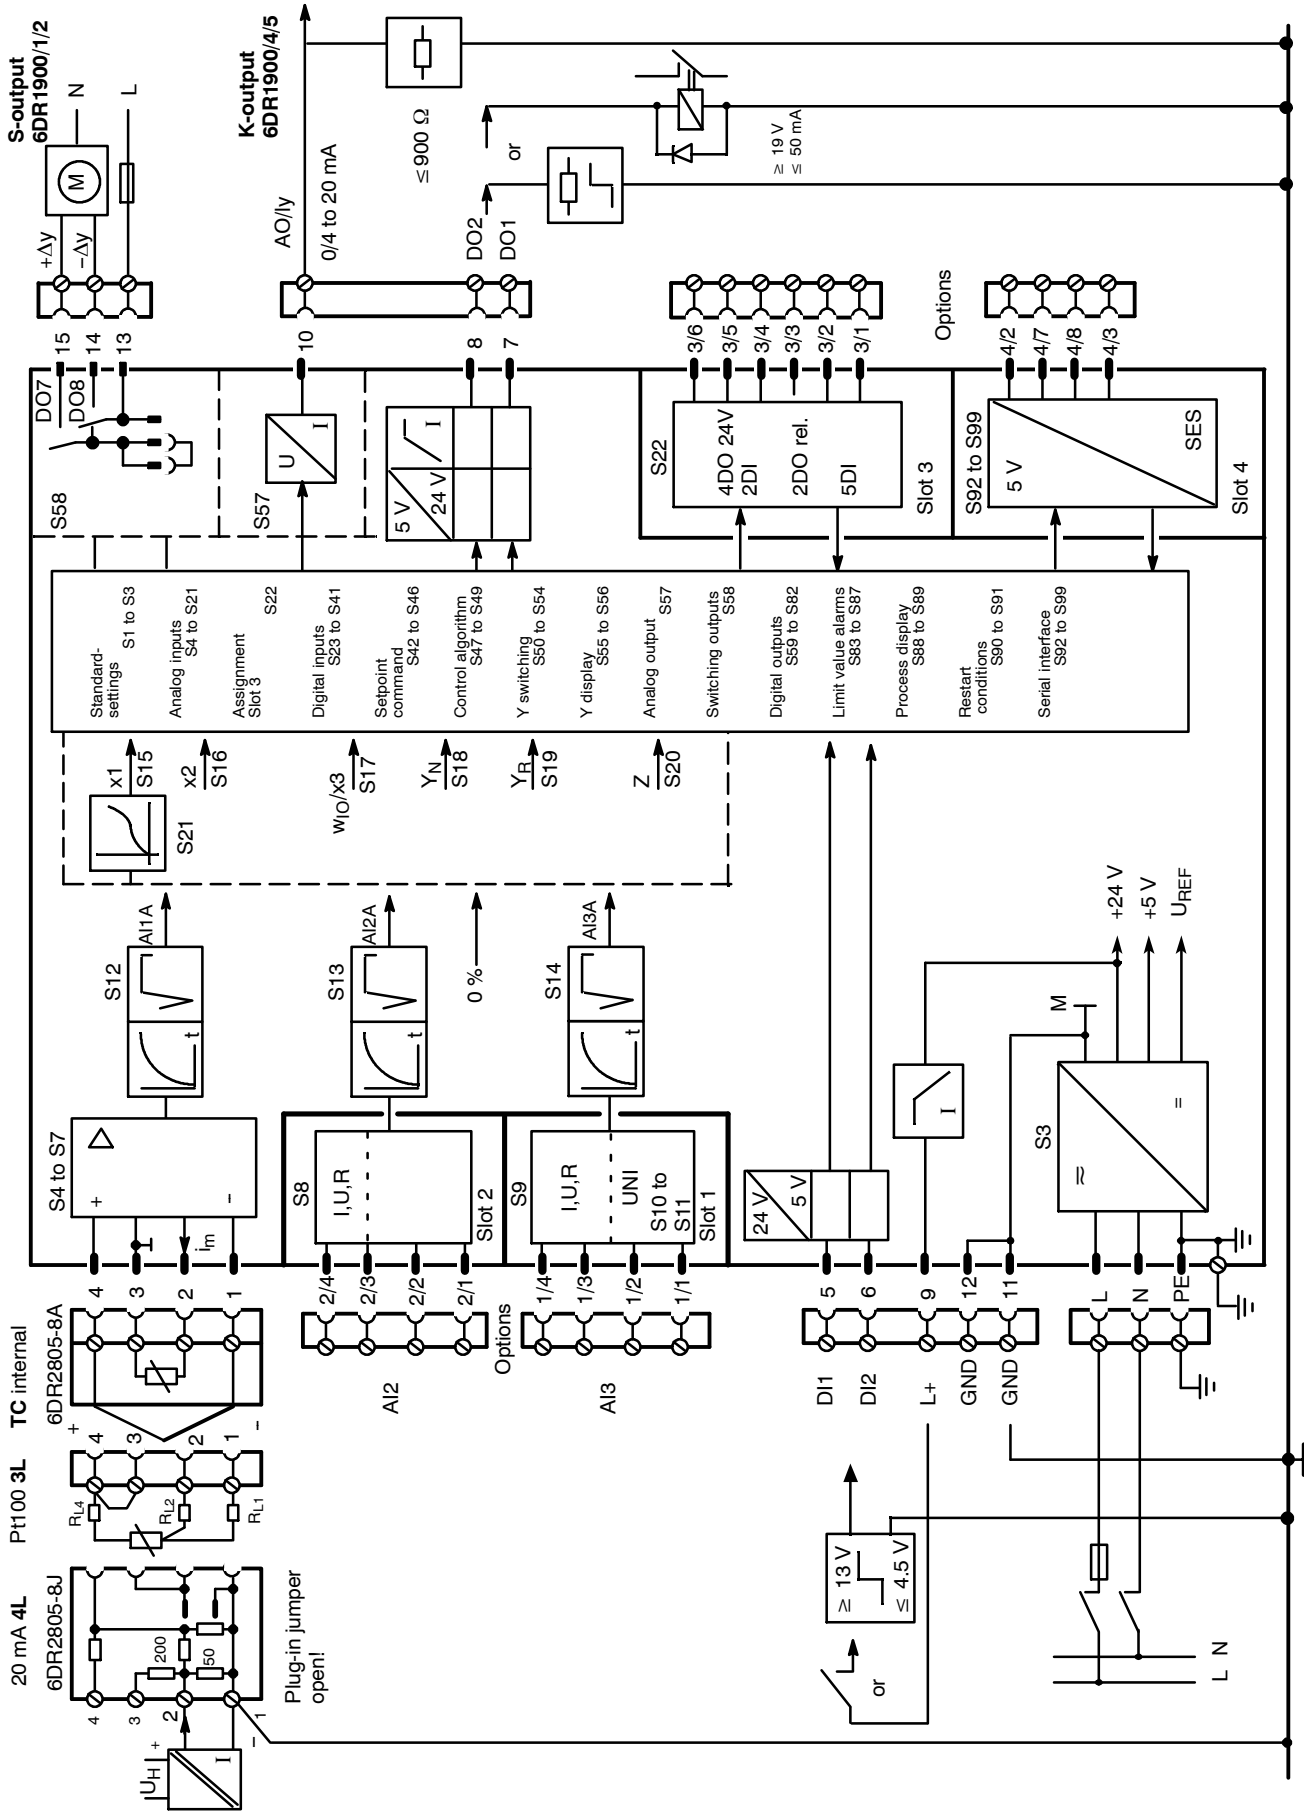 20 mA 4L
6DR2805-8J
UH
+
−
I
4
3
2
1
200
50
Plug-in jumper
open!
Pt100 3L
RL4
RL2
RL1
4
3
2
1
TC internal
6DR2805-8A
+
−
4
3
2
1
S4 to S7
+
−
im
S12
t
AI1A
S21
x1
S15
x2
S16
wIO/x3
S17
YN
S18
YR
S19
Z
S20
AI2
Options
2/4
2/3
2/2
2/1
S8
I,U,R
Slot 2
S13
t
AI2A
0 %
AI3
1/4
1/3
1/2
1/1
S9
I,U,R
UNI
S10 to
S11
Slot 1
S14
t
AI3A
Standard-
settings
S1 to S3
Analog inputs
S4 to S21
Assignment
Slot 3
S22
Digital inputs
S23 to S41
Setpoint
command
S42 to S46
Control algorithm
S47 to S49
Y switching
S50 to S54
Y display
S55 to S56
Analog output
S57
Switching outputs
S58
Digital outputs
S59 to S82
Limit value alarms
S83 to S87
Process display
S88 to S89
Restart
conditions
S90 to S91
Serial interface
S92 to S99
S58
DO7
DO8
15
14
13
+Δy
−Δy
M
N
L
S-output
6DR1900/1/2
S57
U
I
10
AO/Iy
0/4 to 20 mA
K-output
6DR1900/4/5
≤ 900 Ω
5 V
24 V
I
8
7
DO2
DO1
or
≥ 19 V
≤ 50 mA
S22
4DO 24V
2DI
2DO rel.
5DI
Slot 3
3/6
3/5
3/4
3/3
3/2
3/1
Options
S92 to S99
5 V
SES
Slot 4
4/2
4/7
4/8
4/3
or
≥ 13 V
≤ 4.5 V
DI1
DI2
L+
GND
GND
5
6
9
12
11
24 V
5 V
I
M
+24 V
+5 V
UREF
S3
≈
=
L
N
PE
L
N